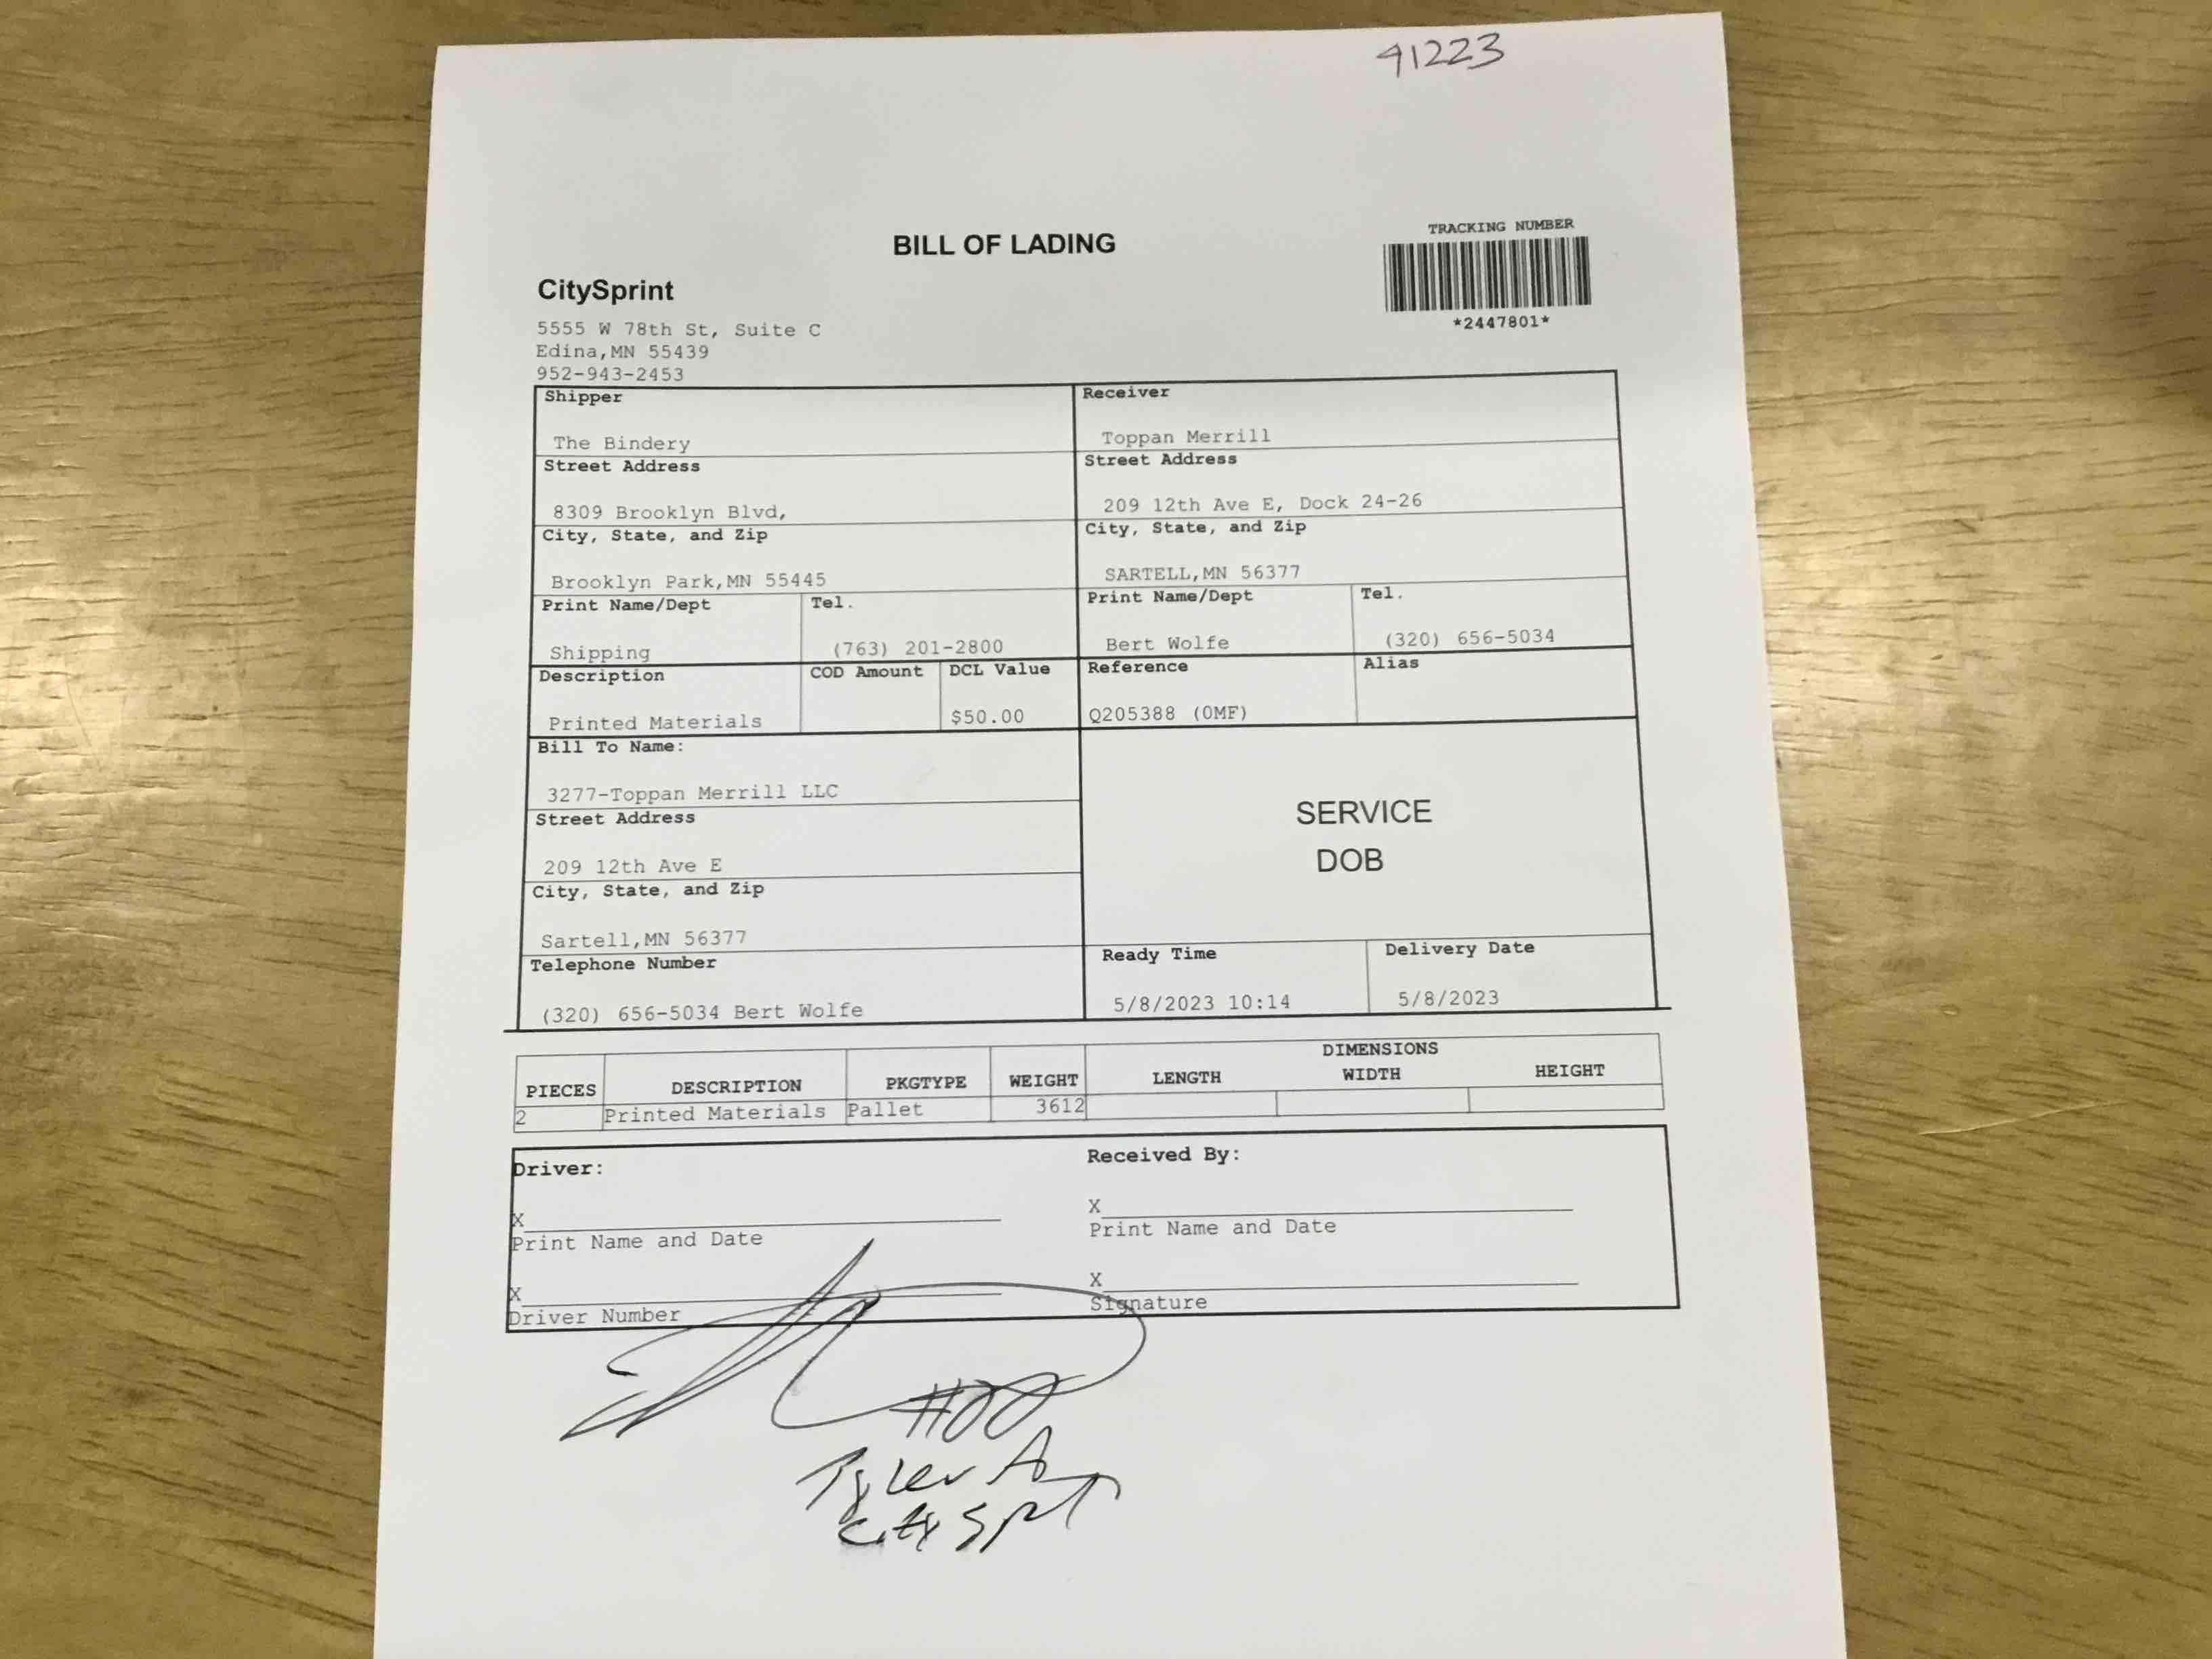 91223
BILL OF LADING
TRACKING NUMBER
*2447801*
CitySprint
5555 W 78th St, Suite C
Edina,MN 55439
952-943-2453
Shipper
The Bindery
Street Address
8309 Brooklyn Blvd,
City, State, and Zip
Brooklyn Park,MN 55445
Print Name/Dept Tel.
Shipping (763) 201-2800
Receiver
Toppan Merrill
Street Address
209 12th Ave E, Dock 24-26
City, State, and Zip
SARTELL,MN 56377
Print Name/Dept Tel.
Bert Wolfe (320) 656-5034
Description COD Amount DCL Value Reference Alias
Printed Materials $50.00 Q205388 (OMF)
Bill To Name:
3277-Toppan Merrill LLC
Street Address
209 12th Ave E
City, State, and Zip
Sartell,MN 56377
Telephone Number
(320) 656-5034 Bert Wolfe
SERVICE
DOB
Ready Time Delivery Date
5/8/2023 10:14 5/8/2023
DIMENSIONS
PIECES DESCRIPTION PKGTYPE WEIGHT LENGTH WIDTH HEIGHT
2 Printed Materials Pallet 3612
Driver:
X
Print Name and Date
X
Driver Number
Received By:
X
Print Name and Date
X
Signature
Tyler
City